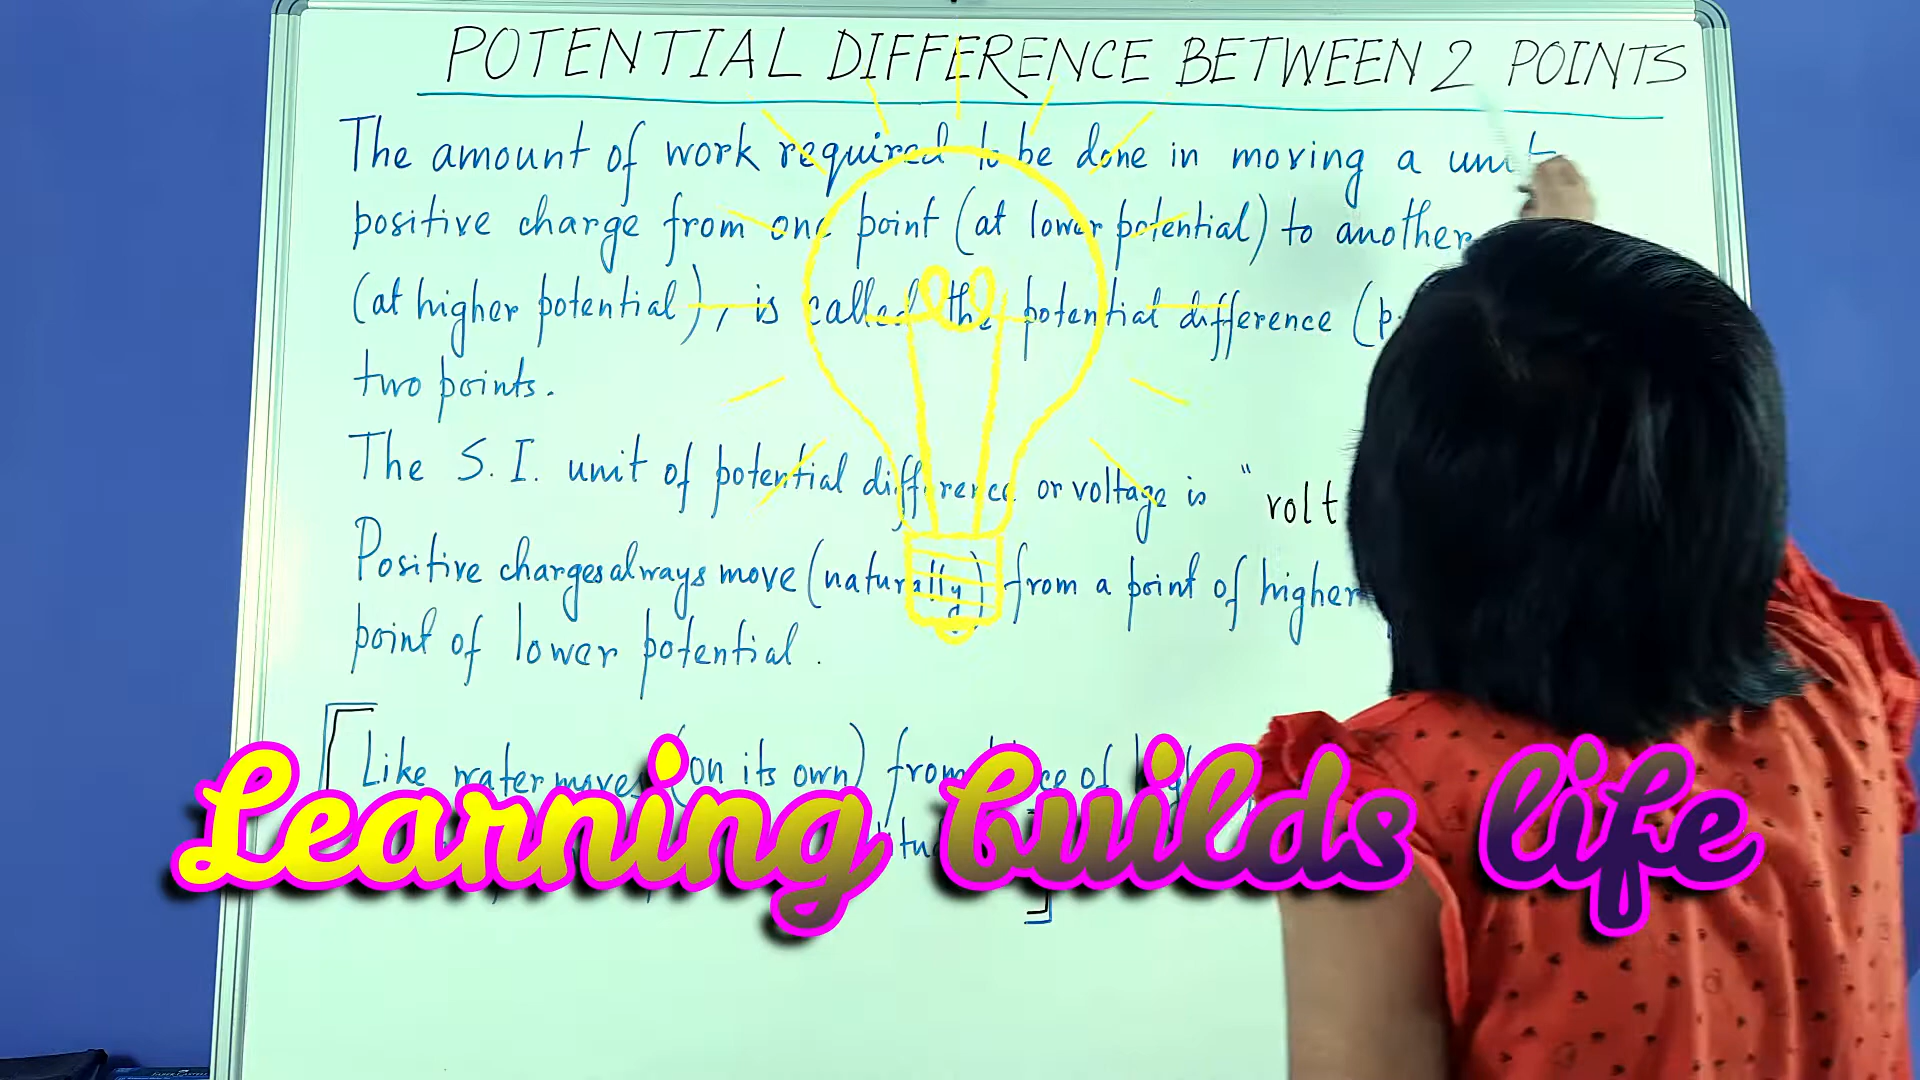 POTENTIAL DIFFERENCE BETWEEN 2 POINTS
The amount of work required to be done in moving a unit
positive charge from one point (at lower potential) to another
(at higher potential), is called the potential difference (p.
two points.
The S.I. unit of potential difference or voltage is "volt
Positive charges always move (naturally) from a point of higher
point of lower potential.
[Like water moves (on its own) from of
Learning builds life